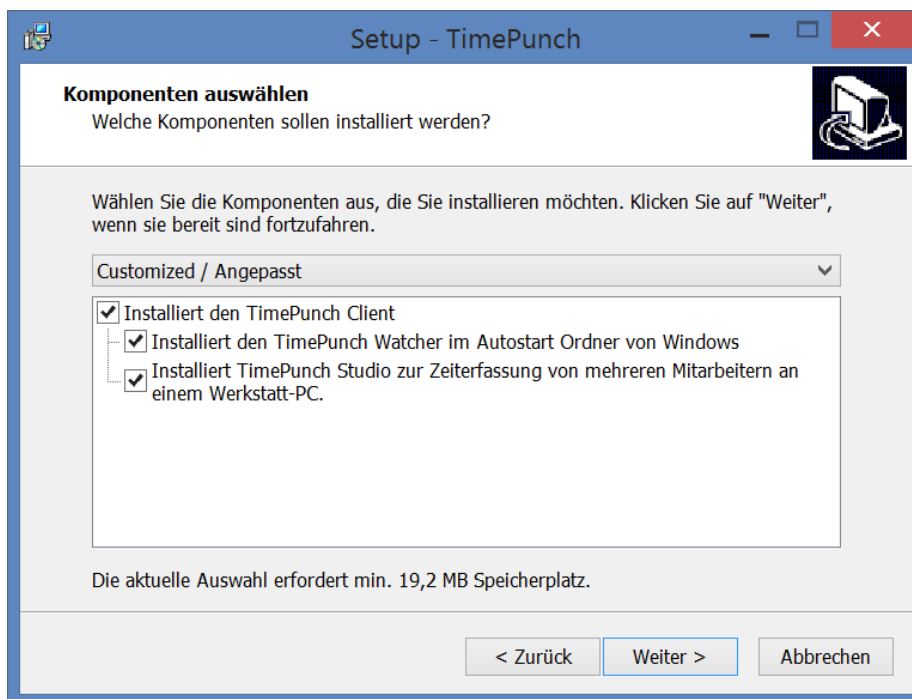 Setup - TimePunch
Komponenten auswählen
Welche Komponenten sollen installiert werden?
Wählen Sie die Komponenten aus, die Sie installieren möchten. Klicken Sie auf "Weiter",
wenn sie bereit sind fortzufahren.
Customized / Angepasst
Installiert den TimePunch Client
Installiert den TimePunch Watcher im Autostart Ordner von Windows
Installiert TimePunch Studio zur Zeiterfassung von mehreren Mitarbeitern an
einem Werkstatt-PC.
Die aktuelle Auswahl erfordert min. 19,2 MB Speicherplatz.
< Zurück
Weiter >
Abbrechen